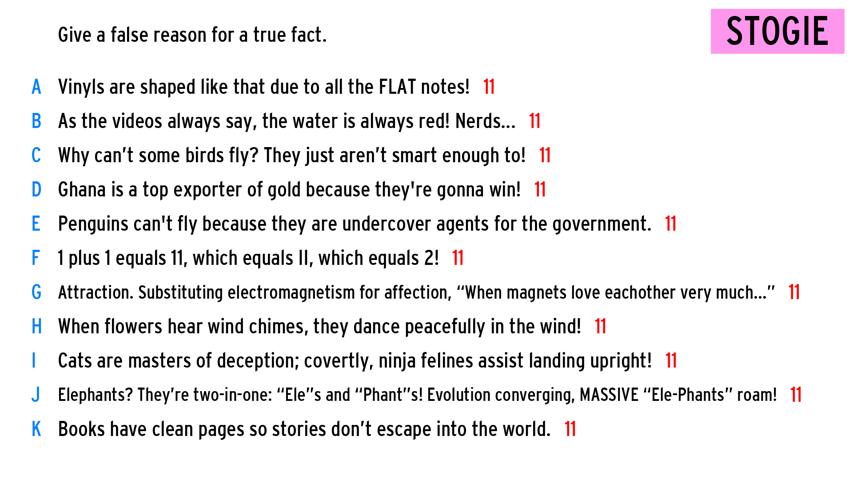 Give a false reason for a true fact.
STOGIE
A Vinyls are shaped like that due to all the FLAT notes! 11
B As the videos always say, the water is always red! Nerds... 11
C Why can't some birds fly? They just aren't smart enough to! 11
D Ghana is a top exporter of gold because they're gonna win! 11
E Penguins can't fly because they are undercover agents for the government. 11
F 1 plus 1 equals 11, which equals II, which equals 2! 11
G Attraction. Substituting electromagnetism for affection, “When magnets love eachother very much...” 11
H When flowers hear wind chimes, they dance peacefully in the wind! 11
I Cats are masters of deception; covertly, ninja felines assist landing upright! 11
J Elephants? They're two-in-one: “Ele”s and “Phant”s! Evolution converging, MASSIVE “Ele-Phants” roam! 11
K Books have clean pages so stories don't escape into the world. 11